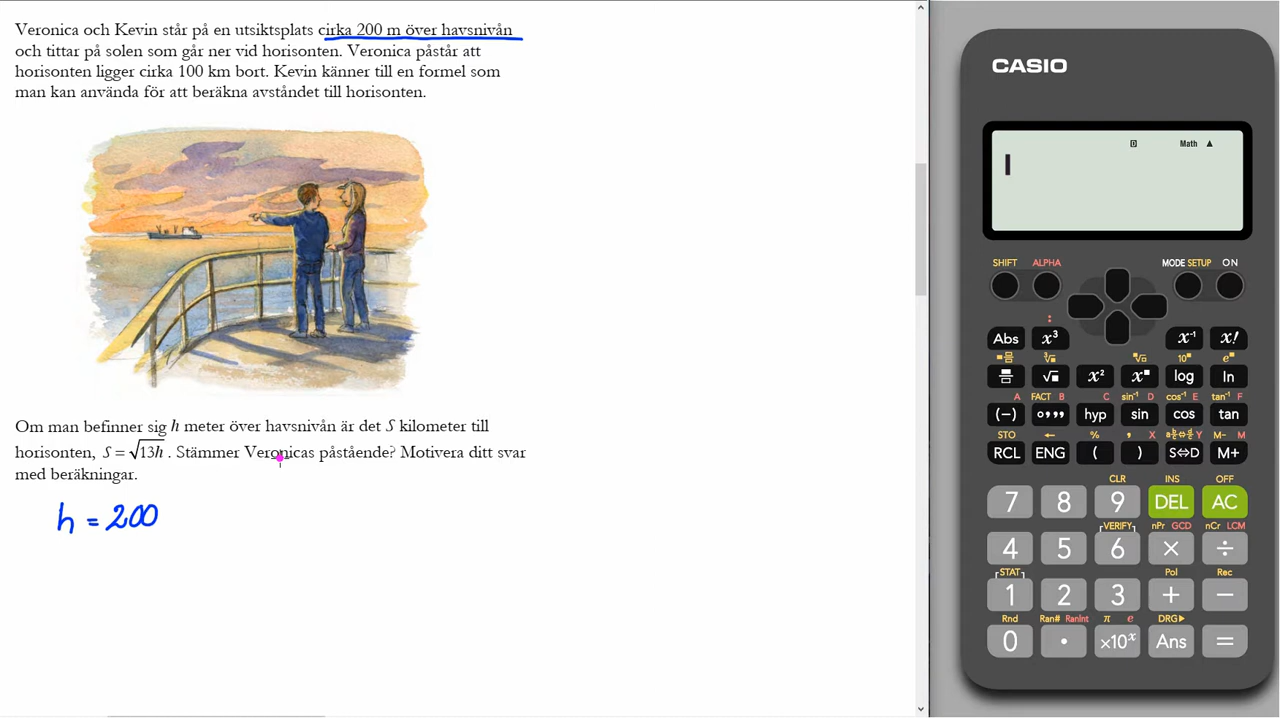 Veronica och Kevin står på en utsiktsplats cirka 200 m över havsnivån
och tittar på solen som går ner vid horisonten. Veronica påstår att
horisonten ligger cirka 100 km bort. Kevin känner till en formel som
man kan använda för att beräkna avståndet till horisonten.
Om man befinner sig h meter över havsnivån är det S kilometer till
horisonten, S = √13h . Stämmer Veronicas påstående? Motivera ditt svar
med beräkningar.
h = 200
CASIO
D Math ▲
SHIFT ALPHA MODE SETUP ON
:
Abs x³ x⁻¹ x!
∛■ ■√□ 10■ e■
√■ x² x■ log ln
A FACT B C sin⁻¹ D cos⁻¹ E tan⁻¹ F
(−) °,,, hyp sin cos tan
STO ← % , X Y M- M
RCL ENG ( ) S⇔D M+
CLR INS OFF
7 8 9 DEL AC
VERIFY nPr GCD nCr LCM
4 5 6 × ÷
STAT Pol Rec
1 2 3 + −
Rnd Ran# RanInt π e DRG▶
0 · ×10ˣ Ans =